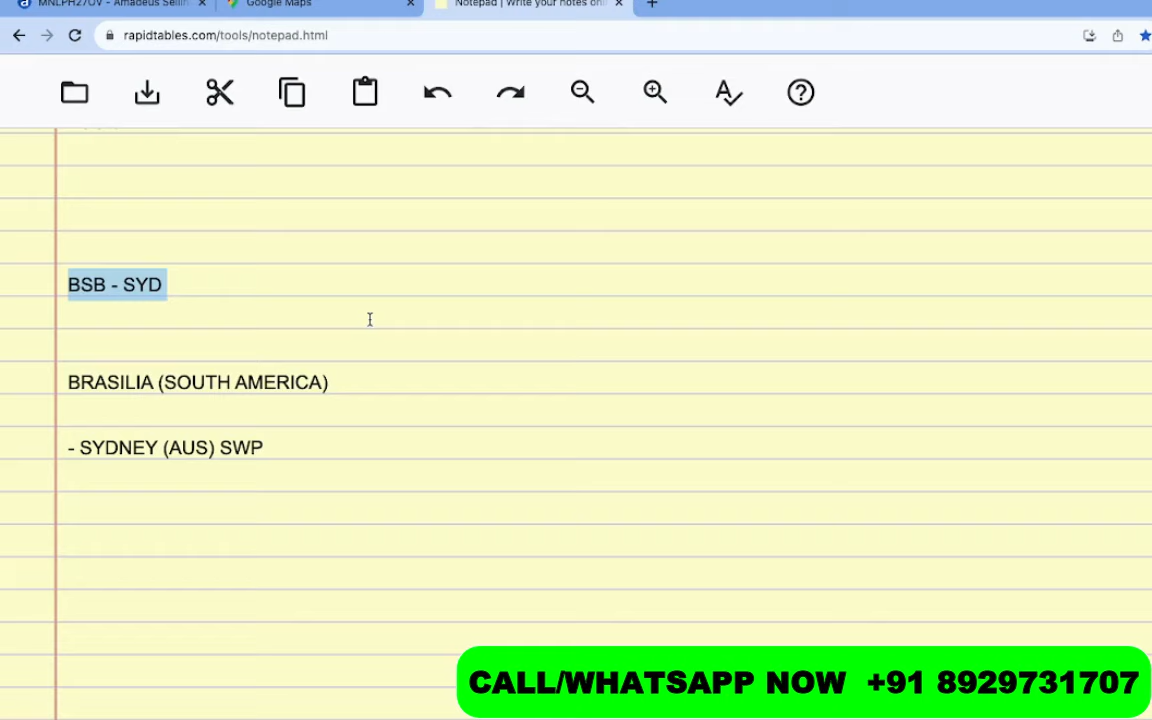 MNLPH27OV - Amadeus Sellin
Google Maps
Notepad | Write your notes onli
rapidtables.com/tools/notepad.html
BSB - SYD
BRASILIA (SOUTH AMERICA)
- SYDNEY (AUS) SWP
CALL/WHATSAPP NOW +91 8929731707